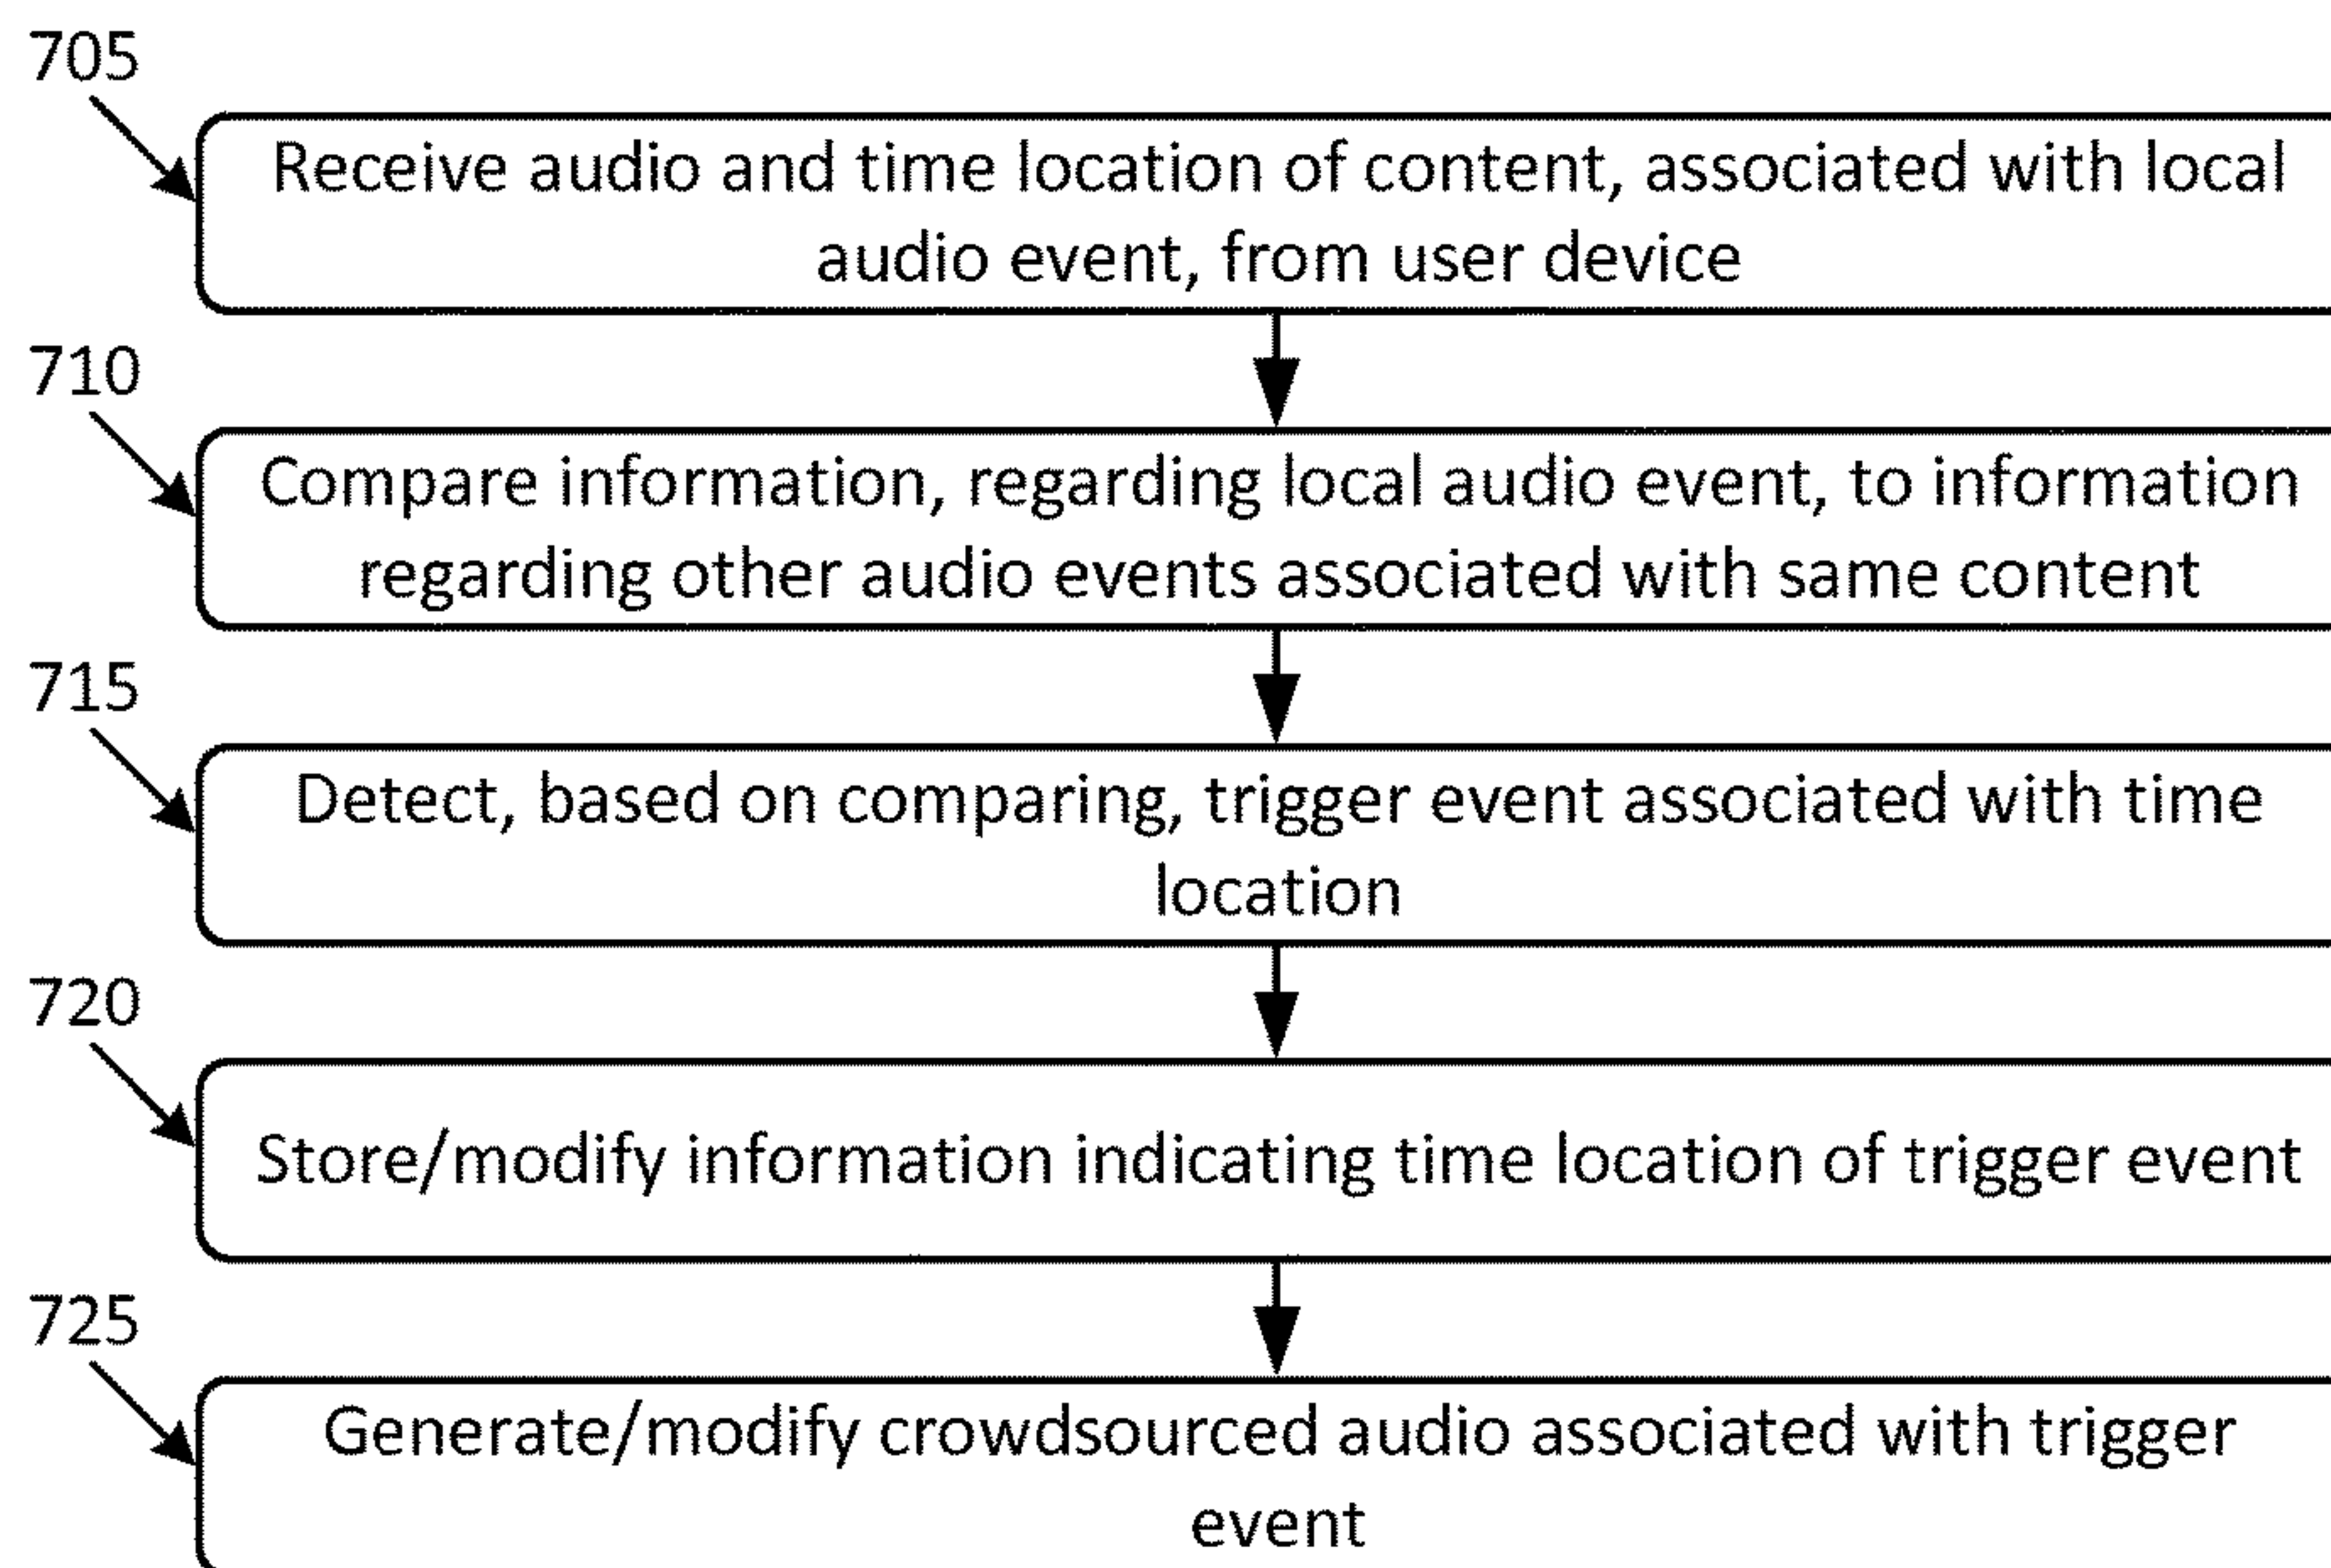 705
Receive audio and time location of content, associated with local
audio event, from user device
710
Compare information, regarding local audio event, to information
regarding other audio events associated with same content
715
Detect, based on comparing, trigger event associated with time
location
720
Store/modify information indicating time location of trigger event
725
Generate/modify crowdsourced audio associated with trigger
event